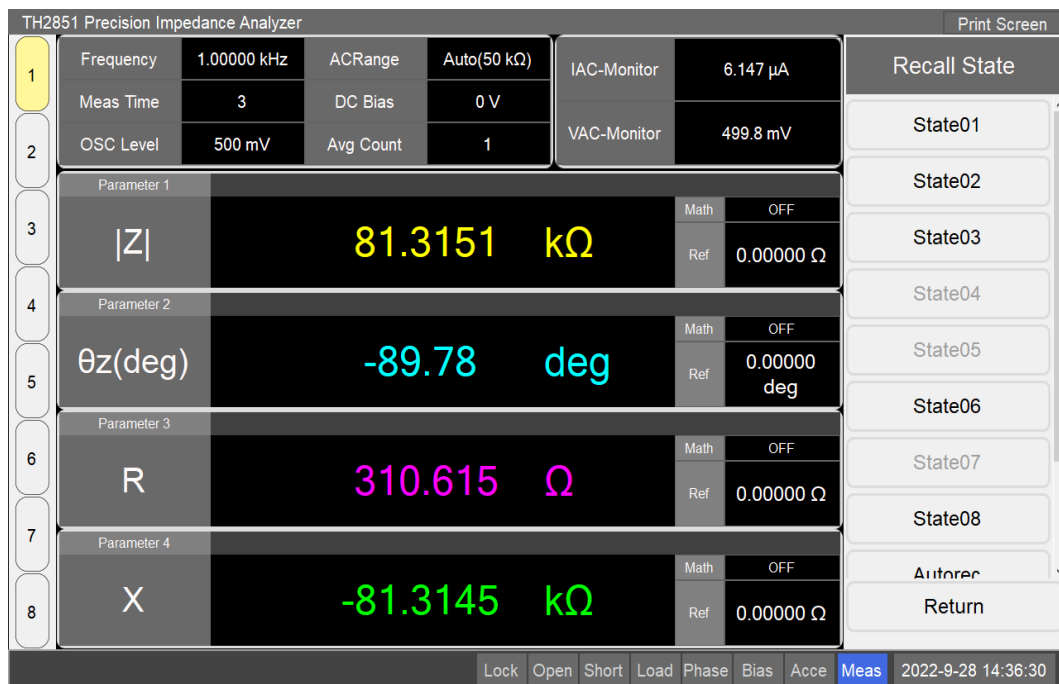 TH2851 Precision Impedance Analyzer
Print Screen
1
2
3
4
5
6
7
8
Frequency 1.00000 kHz ACRange Auto(50 kΩ)
Meas Time 3 DC Bias 0 V
OSC Level 500 mV Avg Count 1
IAC-Monitor 6.147 µA
VAC-Monitor 499.8 mV
Parameter 1
|Z| 81.3151 kΩ
Math OFF
Ref 0.00000 Ω
Parameter 2
θz(deg) -89.78 deg
Math OFF
Ref 0.00000
deg
Parameter 3
R 310.615 Ω
Math OFF
Ref 0.00000 Ω
Parameter 4
X -81.3145 kΩ
Math OFF
Ref 0.00000 Ω
Recall State
State01
State02
State03
State04
State05
State06
State07
State08
Autorec
Return
Lock Open Short Load Phase Bias Acce Meas 2022-9-28 14:36:30